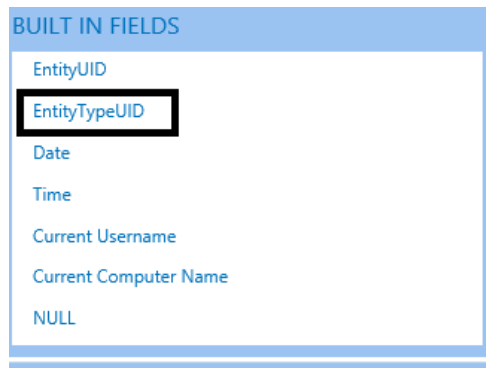 BUILT IN FIELDS
EntityUID
EntityTypeUID
Date
Time
Current Username
Current Computer Name
NULL